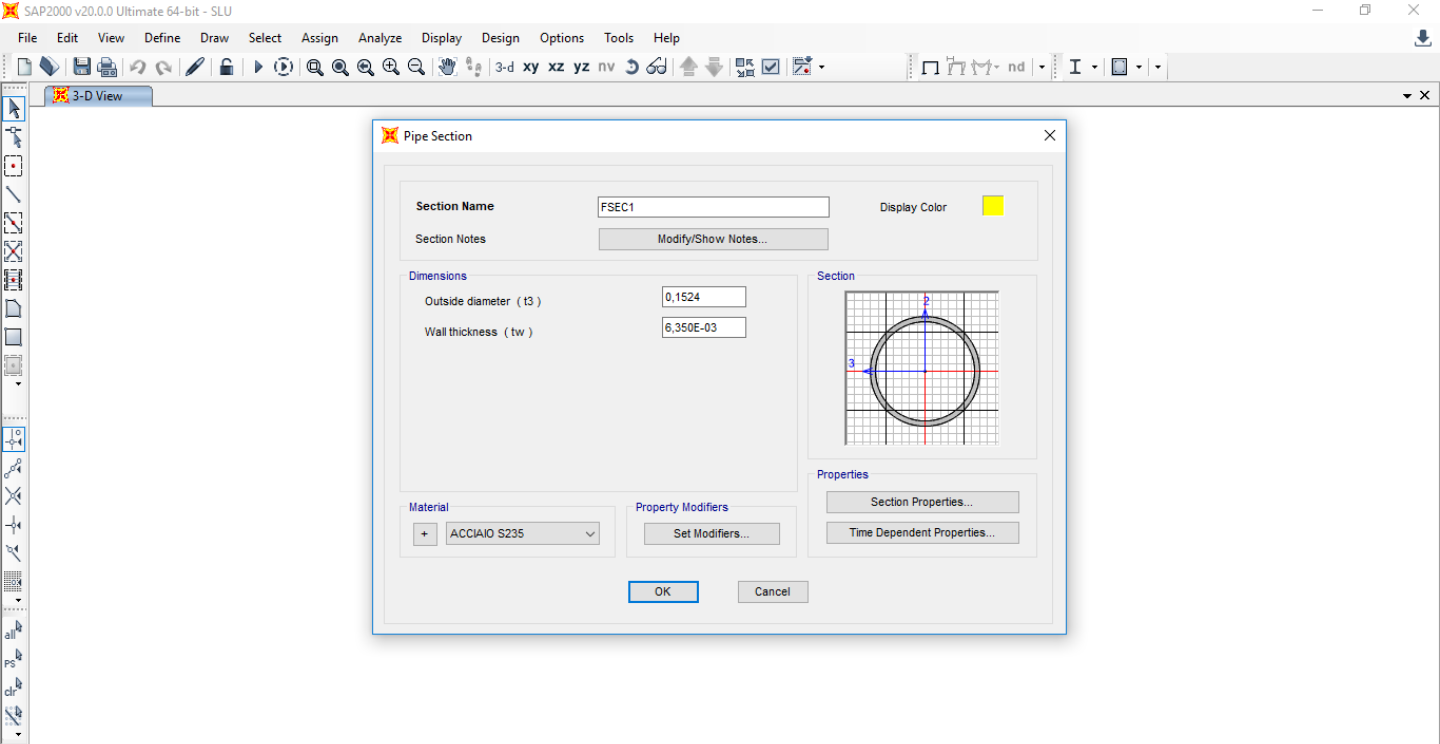 SAP2000 v20.0.0 Ultimate 64-bit - SLU
File Edit View Define Draw Select Assign Analyze Display Design Options Tools Help
3-d xy xz yz nv nd
3-D View
Pipe Section
Section Name FSEC1 Display Color
Section Notes Modify/Show Notes...
Dimensions
Outside diameter ( t3 ) 0,1524
Wall thickness ( tw ) 6,350E-03
Section
2
3
Properties
Section Properties...
Time Dependent Properties...
Material
+ ACCIAIO S235
Property Modifiers
Set Modifiers...
OK Cancel
all
PS
clr